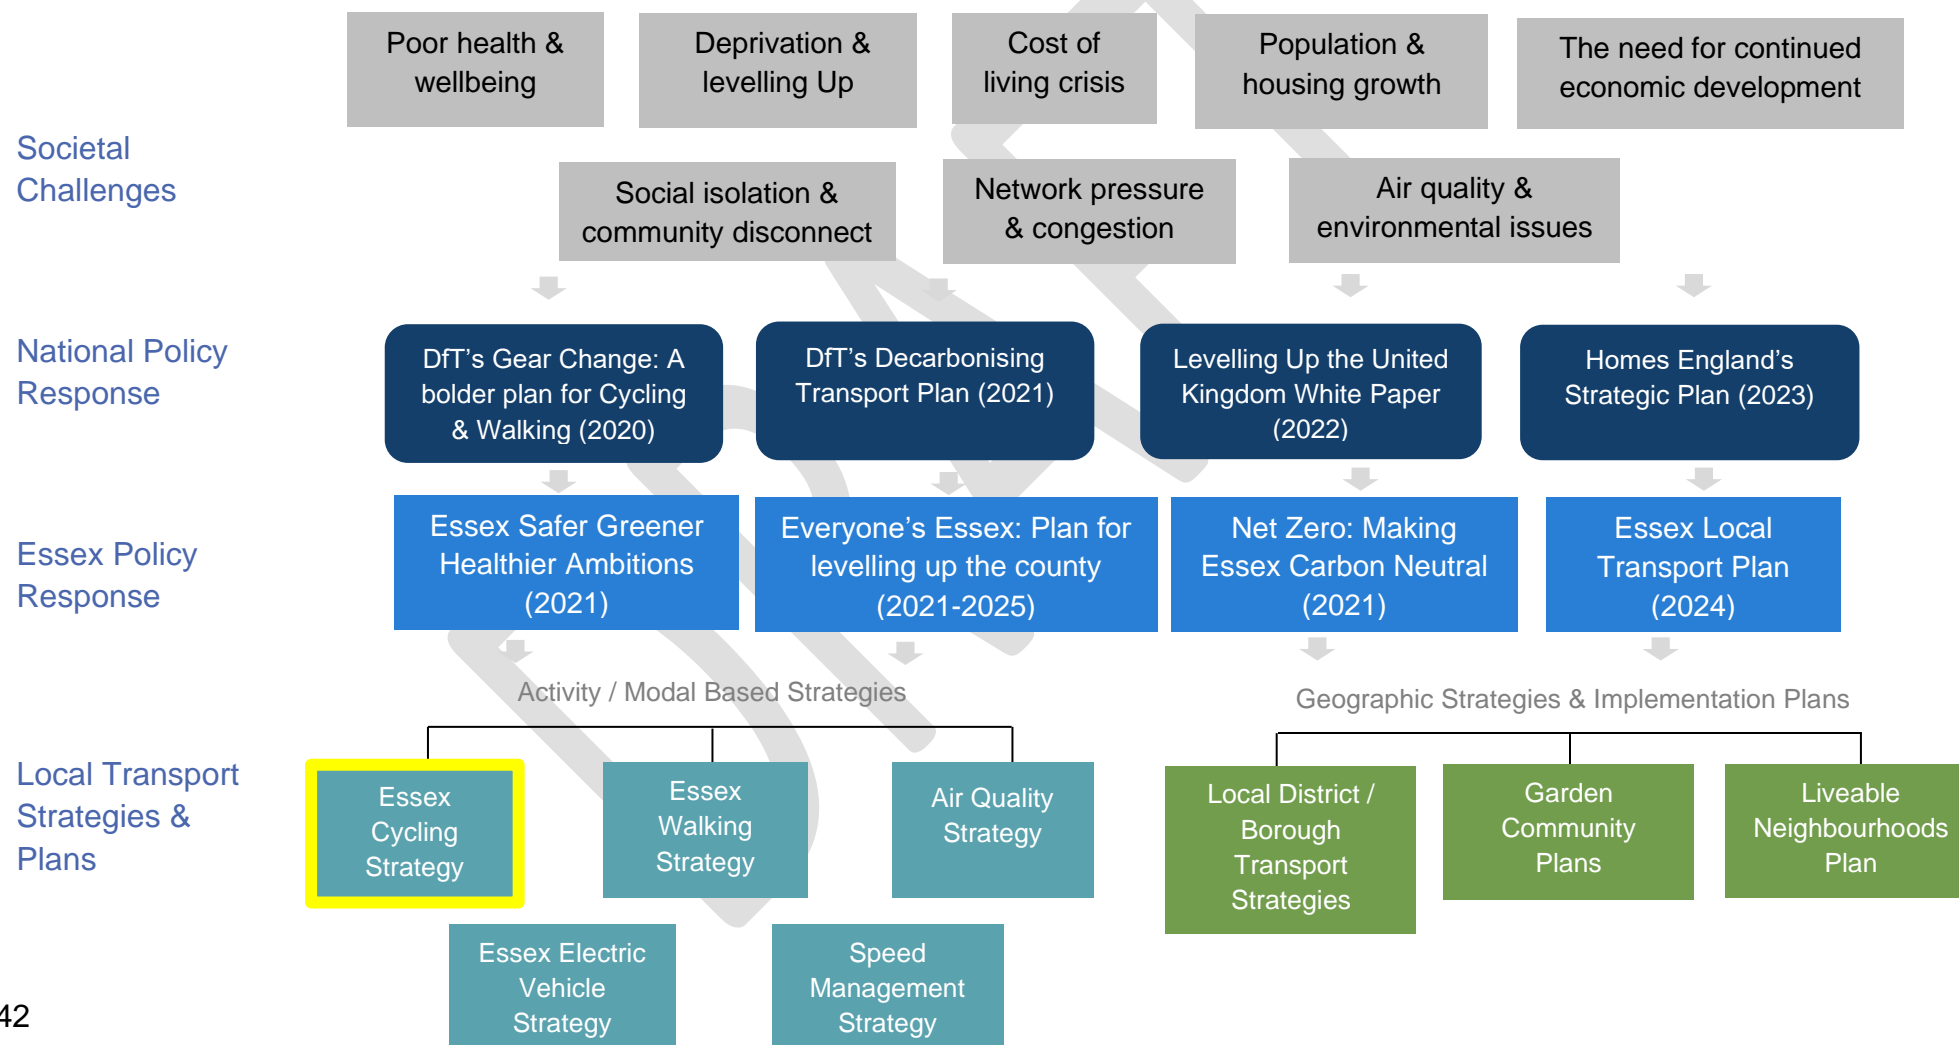 Poor health &
wellbeing
Deprivation &
levelling Up
Cost of
living crisis
Population &
housing growth
The need for continued
economic development
Societal
Challenges
Social isolation &
community disconnect
Network pressure
& congestion
Air quality &
environmental issues
National Policy
Response
DfT's Gear Change: A
bolder plan for Cycling
& Walking (2020)
DfT's Decarbonising
Transport Plan (2021)
Levelling Up the United
Kingdom White Paper
(2022)
Homes England's
Strategic Plan (2023)
Essex Policy
Response
Essex Safer Greener
Healthier Ambitions
(2021)
Everyone's Essex: Plan for
levelling up the county
(2021-2025)
Net Zero: Making
Essex Carbon Neutral
(2021)
Essex Local
Transport Plan
(2024)
Activity / Modal Based Strategies
Geographic Strategies & Implementation Plans
Local Transport
Strategies &
Plans
Essex
Cycling
Strategy
Essex
Walking
Strategy
Air Quality
Strategy
Local District /
Borough
Transport
Strategies
Garden
Community
Plans
Liveable
Neighbourhoods
Plan
Essex Electric
Vehicle
Strategy
Speed
Management
Strategy
42
DRAFT